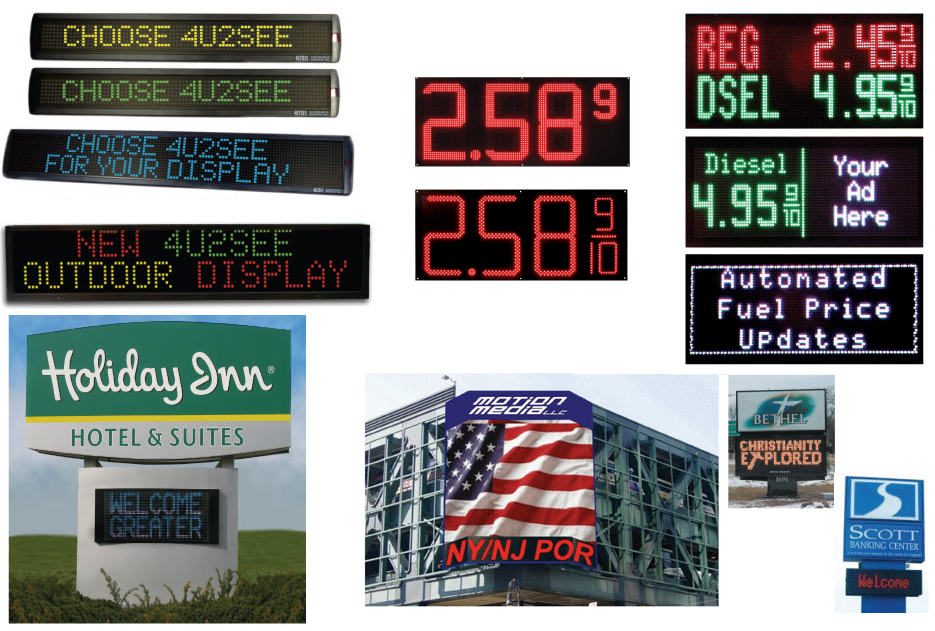 CHOOSE 4U2SEE
CHOOSE 4U2SEE
CHOOSE 4U2SEE
FOR YOUR DISPLAY
NEW 4U2SEE
OUTDOOR DISPLAY
2.58 9
2.58 9/10
REG 2.45 9/10
DSEL 4.95 9/10
Diesel
4.95 9/10
Your
Ad
Here
Automated
Fuel Price
UPdates
Holiday Inn®
HOTEL & SUITES
WELCOME
GREATER
MOTION
MEDIA LLC
NY/NJ POR
BETHEL
CHRISTIANITY
EXPLORED
1691
SCOTT
BANKING CENTER
Welcome